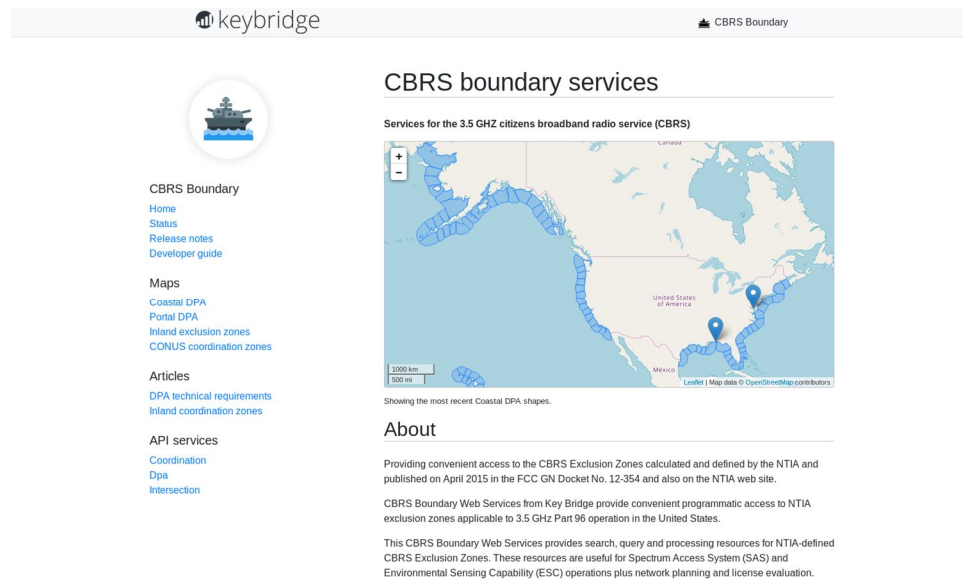 keybridge
CBRS Boundary
CBRS Boundary
Home
Status
Release notes
Developer guide
Maps
Coastal DPA
Portal DPA
Inland exclusion zones
CONUS coordination zones
Articles
DPA technical requirements
Inland coordination zones
API services
Coordination
Dpa
Intersection
CBRS boundary services
Services for the 3.5 GHZ citizens broadband radio service (CBRS)
+
−
Canada
United States
of America
México
1000 km
500 mi
Leaflet | Map data © OpenStreetMap contributors
Showing the most recent Coastal DPA shapes.
About
Providing convenient access to the CBRS Exclusion Zones calculated and defined by the NTIA and
published on April 2015 in the FCC GN Docket No. 12-354 and also on the NTIA web site.
CBRS Boundary Web Services from Key Bridge provide convenient programmatic access to NTIA
exclusion zones applicable to 3.5 GHz Part 96 operation in the United States.
This CBRS Boundary Web Services provides search, query and processing resources for NTIA-defined
CBRS Exclusion Zones. These resources are useful for Spectrum Access System (SAS) and
Environmental Sensing Capability (ESC) operations plus network planning and license evaluation.